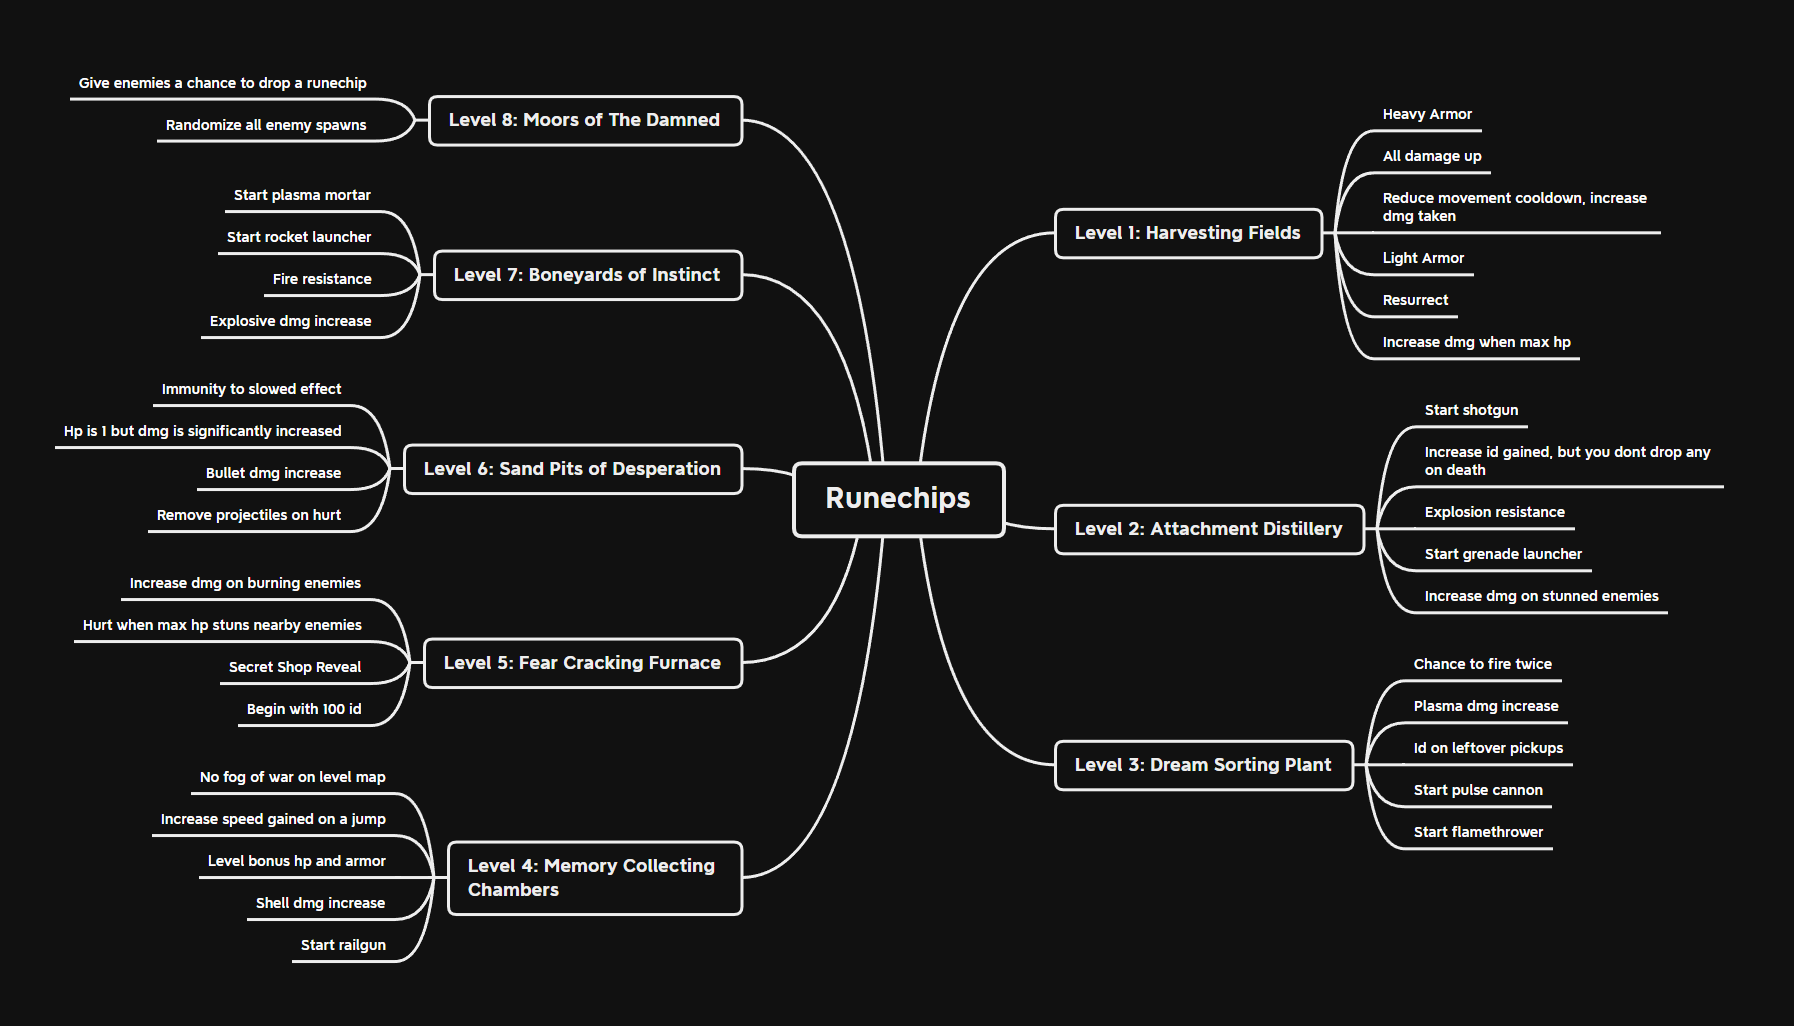 Runechips
Level 1: Harvesting Fields
Heavy Armor
All damage up
Reduce movement cooldown, increase
dmg taken
Light Armor
Resurrect
Increase dmg when max hp
Level 2: Attachment Distillery
Start shotgun
Increase id gained, but you dont drop any
on death
Explosion resistance
Start grenade launcher
Increase dmg on stunned enemies
Level 3: Dream Sorting Plant
Chance to fire twice
Plasma dmg increase
Id on leftover pickups
Start pulse cannon
Start flamethrower
Level 4: Memory Collecting
Chambers
No fog of war on level map
Increase speed gained on a jump
Level bonus hp and armor
Shell dmg increase
Start railgun
Level 5: Fear Cracking Furnace
Increase dmg on burning enemies
Hurt when max hp stuns nearby enemies
Secret Shop Reveal
Begin with 100 id
Level 6: Sand Pits of Desperation
Immunity to slowed effect
Hp is 1 but dmg is significantly increased
Bullet dmg increase
Remove projectiles on hurt
Level 7: Boneyards of Instinct
Start plasma mortar
Start rocket launcher
Fire resistance
Explosive dmg increase
Level 8: Moors of The Damned
Give enemies a chance to drop a runechip
Randomize all enemy spawns